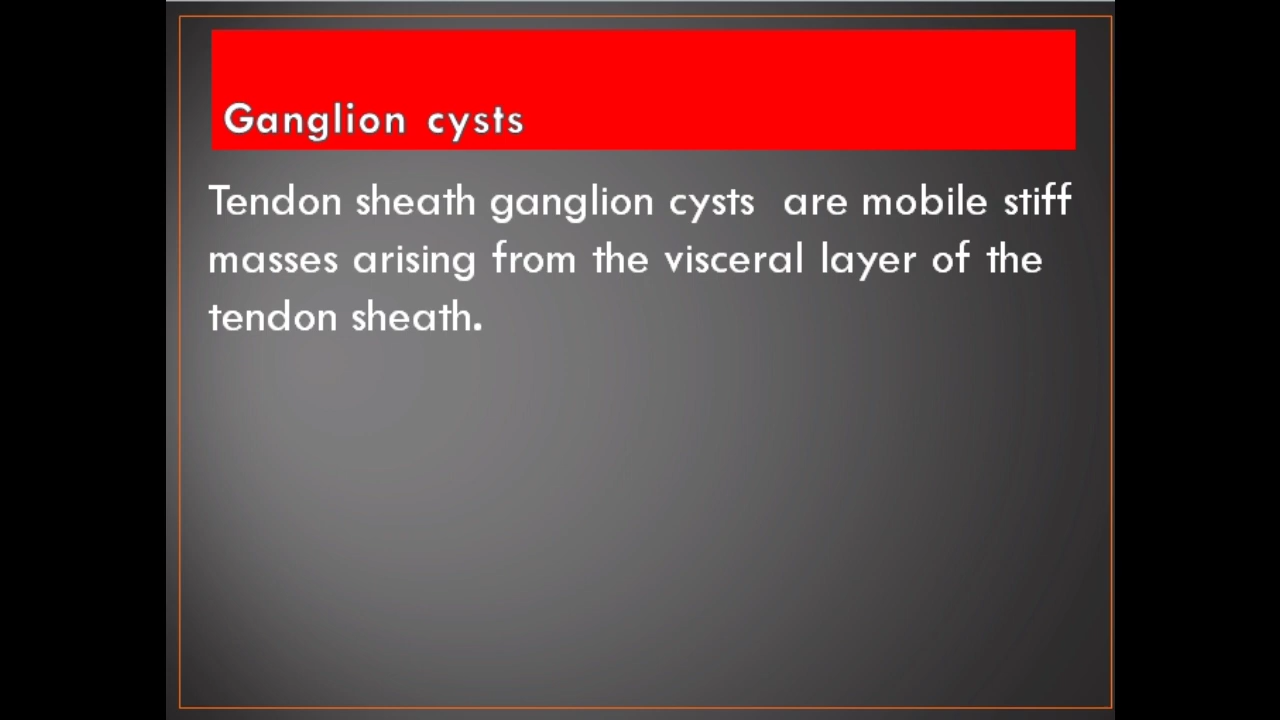 Ganglion cysts
Tendon sheath ganglion cysts  are mobile stiff
masses arising from the visceral layer of the
tendon sheath.